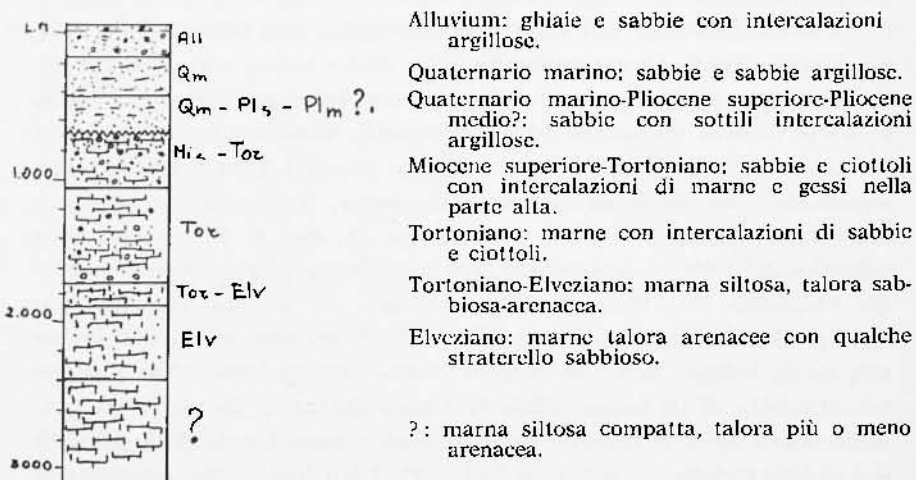 L.P.
All
Alluvium: ghiaie e sabbie con intercalazioni
argillose.
Qm
Quaternario marino: sabbie e sabbie argillose.
Qm - Pls - Plm?.
Quaternario marino-Pliocene superiore-Pliocene
medio?: sabbie con sottili intercalazioni
argillose.
Mis - Tor
1.000
Miocene superiore-Tortoniano: sabbie e ciottoli
con intercalazioni di marne e gessi nella
parte alta.
Tor
Tortoniano: marne con intercalazioni di sabbie
e ciottoli.
Tor - Elv
Tortoniano-Elveziano: marna siltosa, talora sab-
biosa-arenacea.
2.000
Elv
Elveziano: marne talora arenacee con qualche
straterello sabbioso.
?
? : marna siltosa compatta, talora più o meno
arenacea.
3000